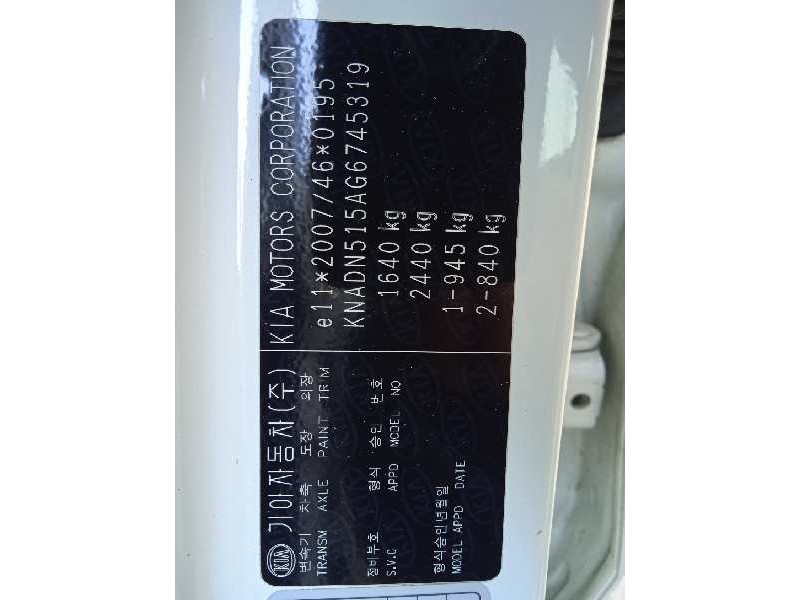 KIA 기아자동차(주) KIA MOTORS CORPORATION
변속기 차축 도장 의장
TRANSM AXLE PAINT TRIM
e11*2007/46*0195
KNADN515AG6745319
정비부호 형식 승인 번호
S.V.C APPD MODEL NO
1640 kg
2440 kg
형식승인년월일
MODEL APPD DATE
1-945 kg
2-840 kg